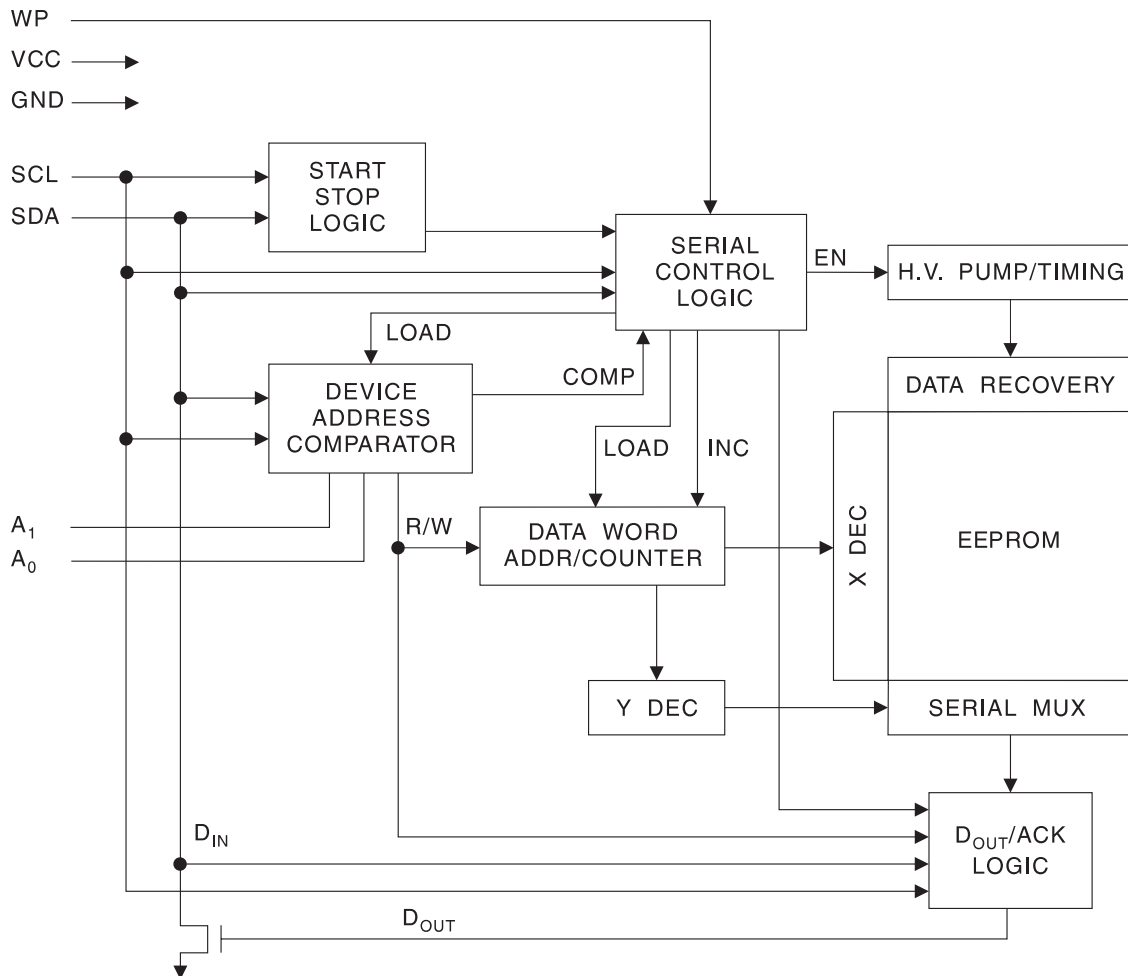 WP
VCC
GND
SCL
SDA
START
STOP
LOGIC
SERIAL
CONTROL
LOGIC
EN
H.V. PUMP/TIMING
LOAD
COMP
DATA RECOVERY
DEVICE
ADDRESS
COMPARATOR
LOAD
INC
A1
A0
R/W
DATA WORD
ADDR/COUNTER
X DEC
EEPROM
Y DEC
SERIAL MUX
DIN
DOUT/ACK
LOGIC
DOUT